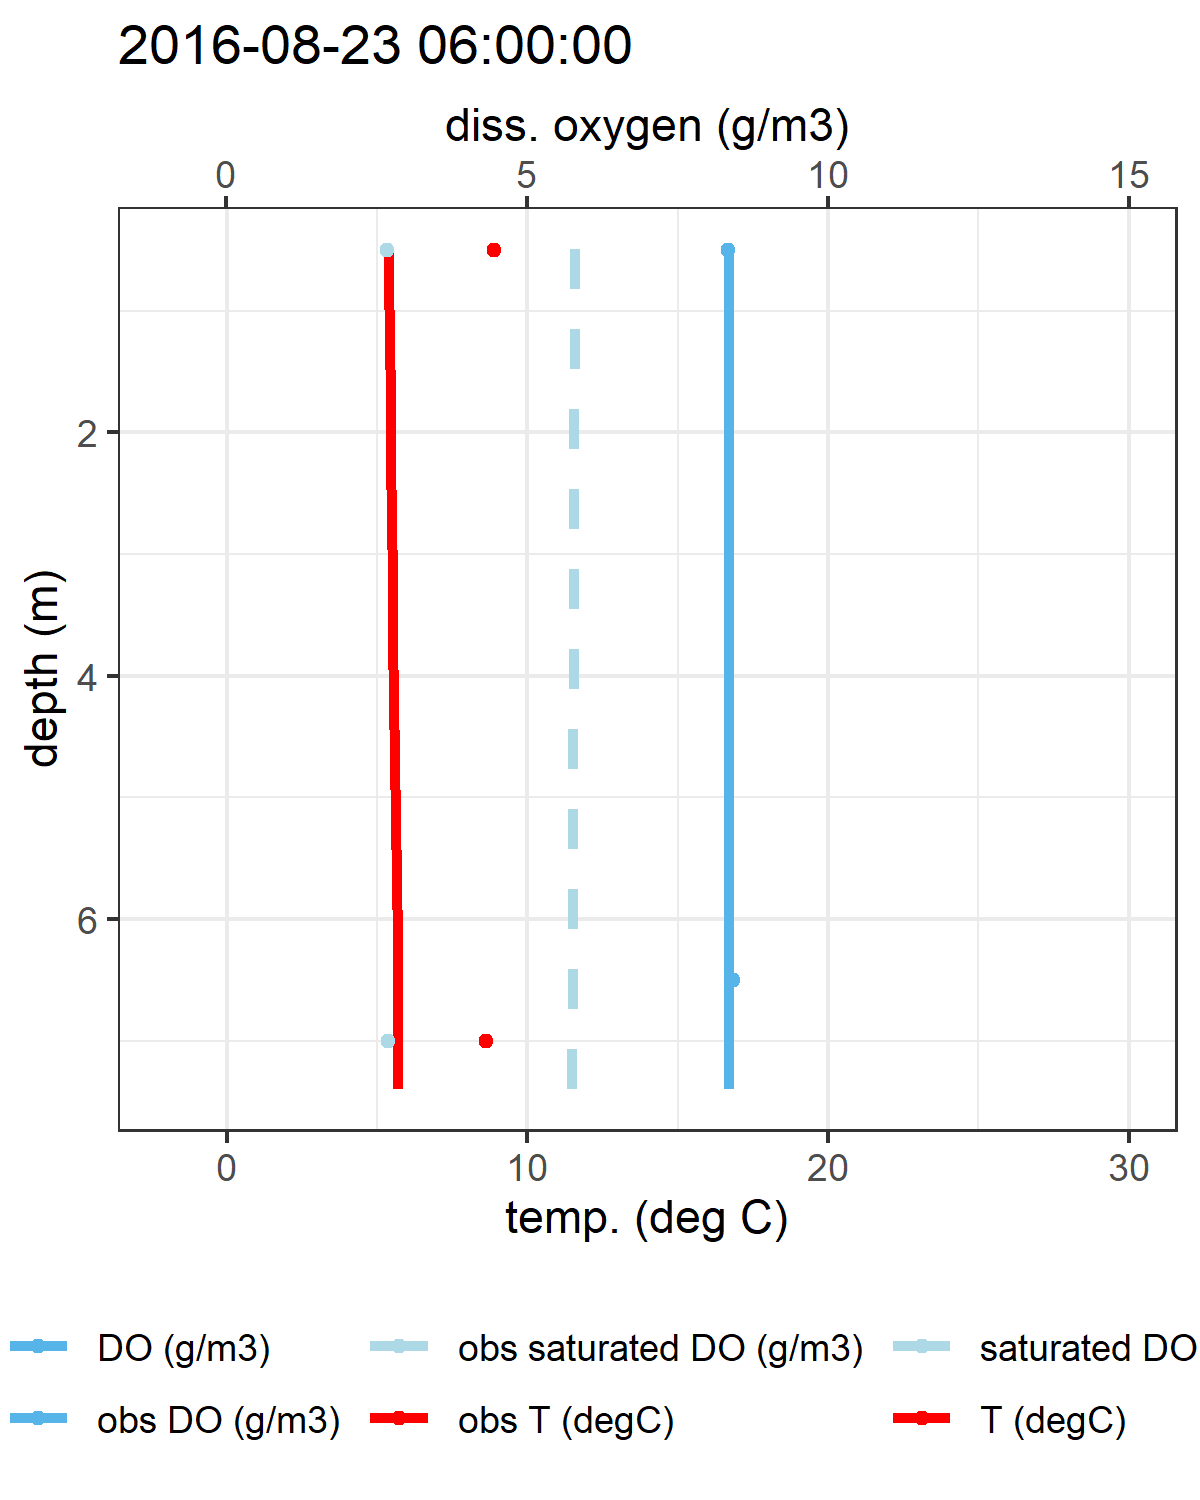 2016-08-23 06:00:00
diss. oxygen (g/m3)
0 5 10 15
depth (m)
2
4
6
0 10 20 30
temp. (deg C)
DO (g/m3) obs saturated DO (g/m3) saturated DO
obs DO (g/m3) obs T (degC) T (degC)